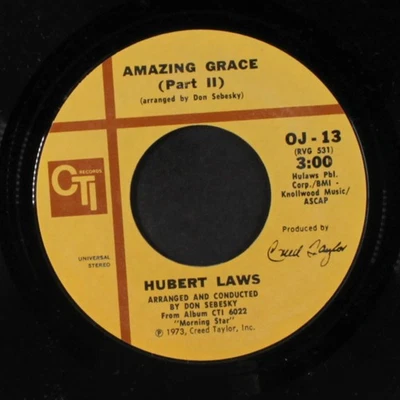 AMAZING GRACE
(Part II)
(arranged by Don Sebesky)
OJ - 13
(RVG 531)
3:00
Hulaws Pbl.
Corp./BMI -
Knollwood Music/
ASCAP
CTI
RECORDS
UNIVERSAL
STEREO
Produced by
Creed Taylor
HUBERT LAWS
ARRANGED AND CONDUCTED
BY DON SEBESKY
From Album CTI 6022
"Morning Star"
℗ 1973, Creed Taylor, Inc.